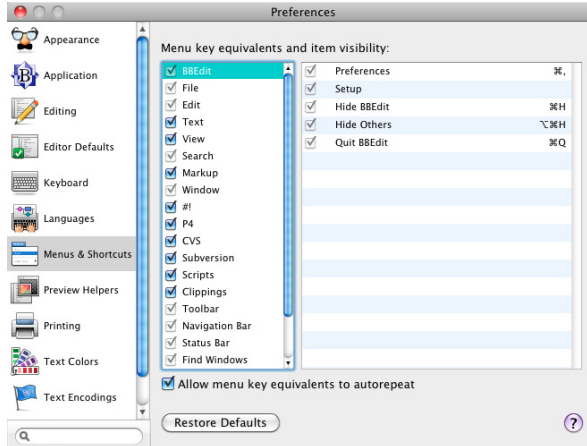 Preferences
Appearance
Application
Editing
Editor Defaults
Keyboard
Languages
Menus & Shortcuts
Preview Helpers
Printing
Text Colors
Text Encodings
Menu key equivalents and item visibility:
BBEdit
File
Edit
Text
View
Search
Markup
Window
#!
P4
CVS
Subversion
Scripts
Clippings
Toolbar
Navigation Bar
Status Bar
Find Windows
Preferences ⌘,
Setup
Hide BBEdit ⌘H
Hide Others ⌥⌘H
Quit BBEdit ⌘Q
Allow menu key equivalents to autorepeat
Restore Defaults
?